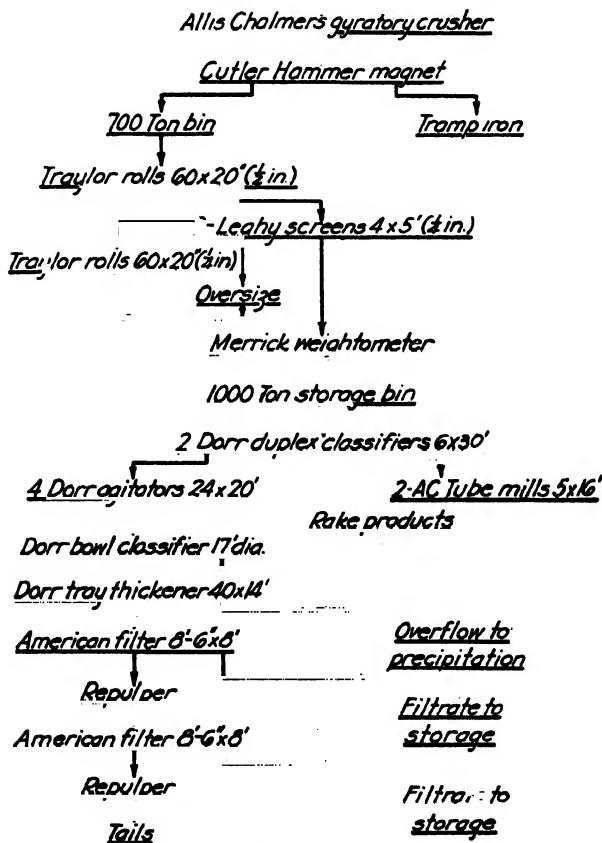 Allis Chalmer's gyratory crusher
Cutler Hammer magnet
700 Ton bin
Tramp iron
Traylor rolls 60x20" (½ in.)
Leahy screens 4x5' (¼ in.)
Traylor rolls 60x20" (¼ in)
Oversize
Merrick weightometer
1000 Ton storage bin
2 Dorr duplex classifiers 6x30'
4 Dorr agitators 24x20'
2-AC Tube mills 5x16'
Rake products
Dorr bowl classifier 17' dia.
Dorr tray thickener 40x14'
American filter 8'-6"x8'
Overflow to
precipitation
Repulper
Filtrate to
storage
American filter 8'-6"x8'
Repulper
to
storage
Tails